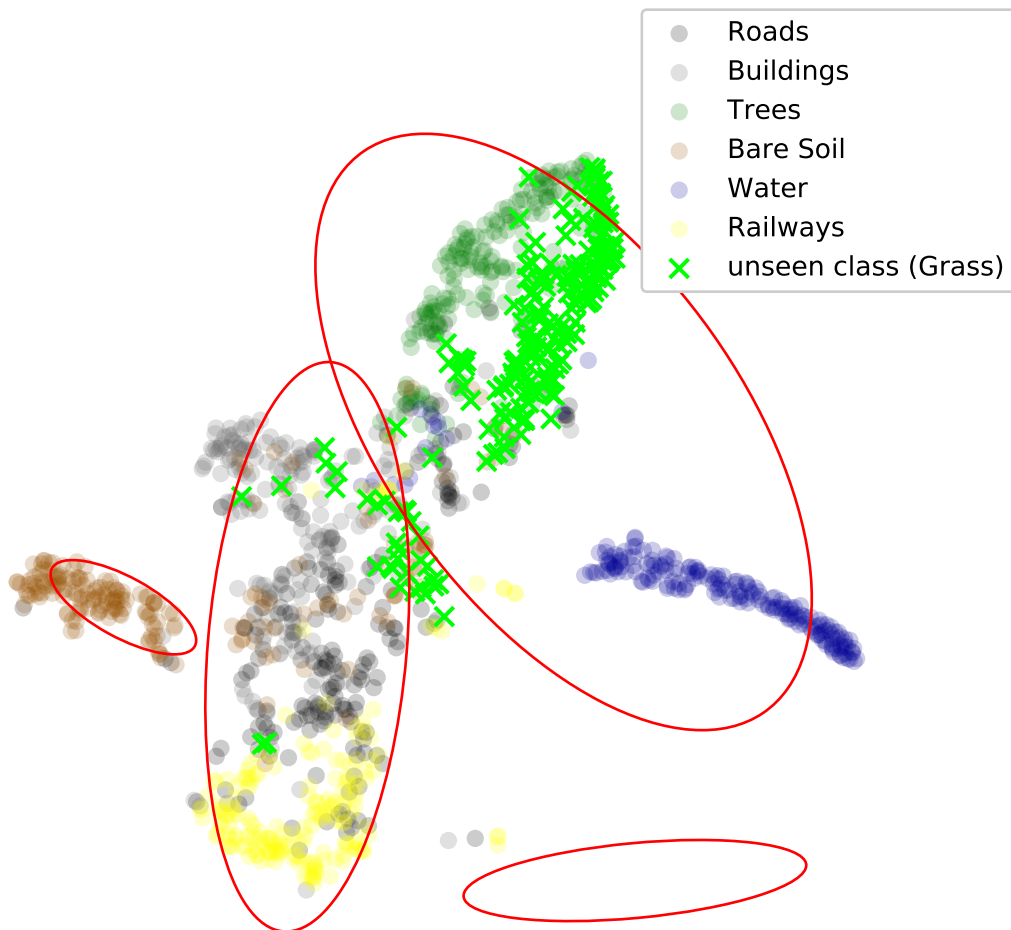 Roads
Buildings
Trees
Bare Soil
Water
Railways
unseen class (Grass)